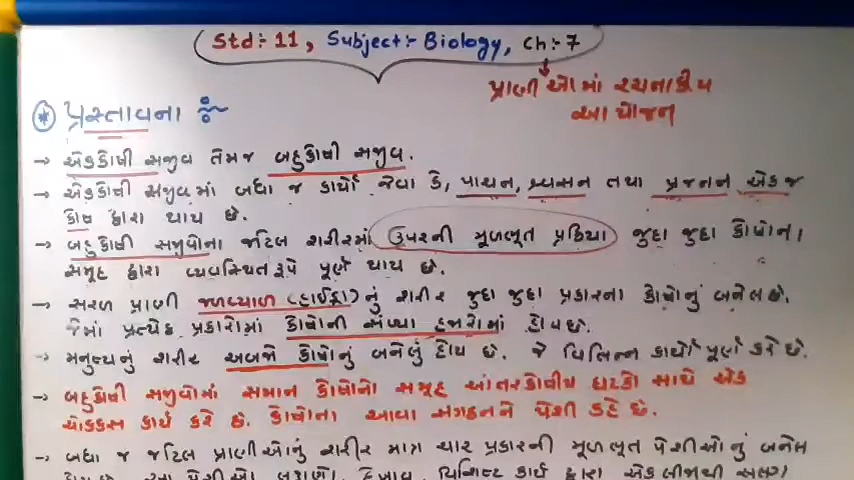 Std:- 11, Subject:- Biology, Ch:- 7
પ્રાણીઓમાં રચનાકીય
આયોજન
* પ્રસ્તાવના :~
→ એકકોષી સજીવ તેમજ બહુકોષી સજીવ.
→ એકકોષી સજીવમાં બધા જ કાર્યો જેવા કે, પાચન, શ્વસન તથા પ્રજનન એક જ
કોષ દ્વારા થાય છે.
→ બહુકોષી સજીવોના જટિલ શરીરમાં ઉપરની મૂળભૂત પ્રક્રિયા જુદા જુદા કોષોના
સમૂહ દ્વારા વ્યવસ્થિત રૂપે પૂર્ણ થાય છે.
→ સરળ પ્રાણી જળવ્યાળ (હાઈડ્રા) નું શરીર જુદા જુદા પ્રકારના કોષોનું બનેલ છે.
જેમાં પ્રત્યેક પ્રકારોમાં કોષોની સંખ્યા હજારોમાં હોય છે.
→ મનુષ્યનું શરીર અબજો કોષોનું બનેલું હોય છે. જે વિભિન્ન કાર્યો પૂર્ણ કરે છે.
→ બહુકોષી સજીવોમાં સમાન કોષોનો સમૂહ આંતરકોષીય ઘટકો સાથે એક
ચોક્કસ કાર્ય કરે છે. કોષોના આવા સંગઠનને પેશી કહે છે.
→ બધા જ જટિલ પ્રાણીઓનું શરીર માત્ર ચાર પ્રકારની મૂળભૂત પેશીઓનું બનેલ
હોય છે. આ પેશીઓ દેખાવ, વિશિષ્ટ કાર્ય દ્વારા એકબીજાથી અલગ